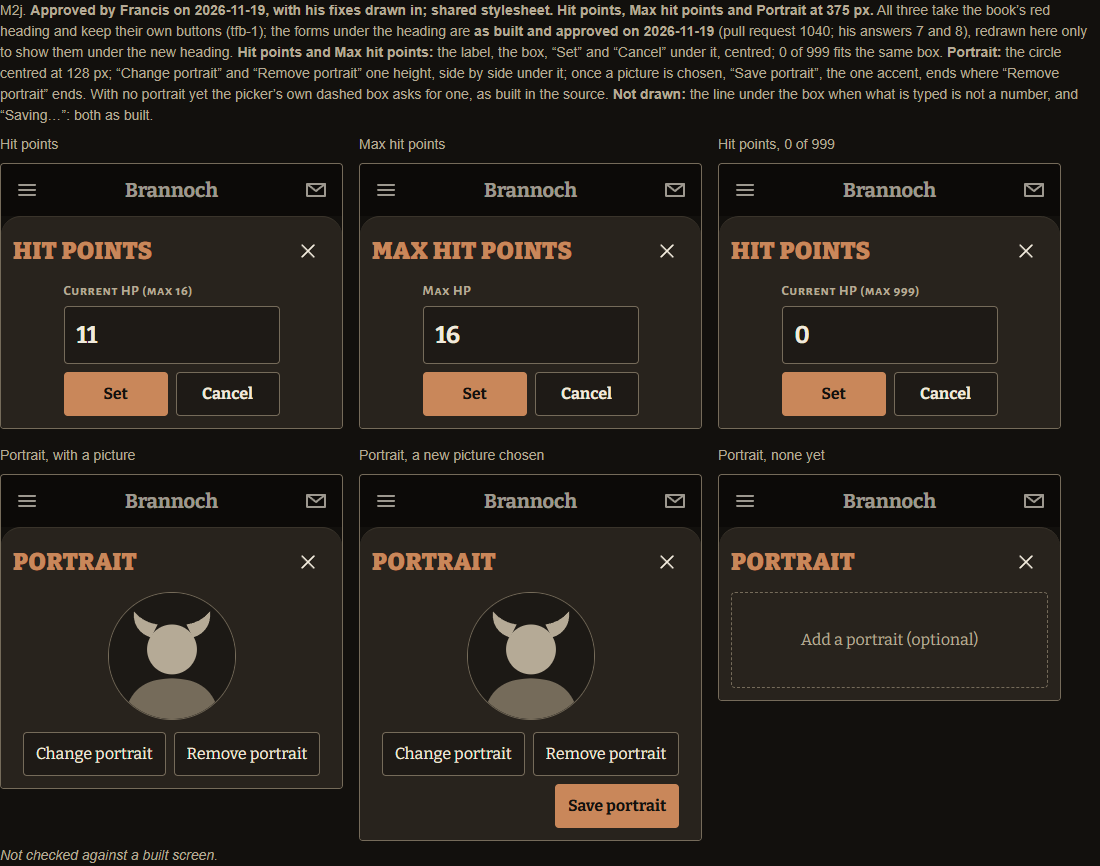 M2j. Approved by Francis on 2026-11-19, with his fixes drawn in; shared stylesheet. Hit points, Max hit points and Portrait at 375 px. All three take the book's red
heading and keep their own buttons (tfb-1); the forms under the heading are as built and approved on 2026-11-19 (pull request 1040; his answers 7 and 8), redrawn here only
to show them under the new heading. Hit points and Max hit points: the label, the box, “Set” and “Cancel” under it, centred; 0 of 999 fits the same box. Portrait: the circle
centred at 128 px; “Change portrait” and “Remove portrait” one height, side by side under it; once a picture is chosen, “Save portrait”, the one accent, ends where “Remove
portrait” ends. With no portrait yet the picker's own dashed box asks for one, as built in the source. Not drawn: the line under the box when what is typed is not a number, and
“Saving…”: both as built.
Hit points
Max hit points
Hit points, 0 of 999
Brannoch
Brannoch
Brannoch
HIT POINTS
MAX HIT POINTS
HIT POINTS
CURRENT HP (MAX 16)
MAX HP
CURRENT HP (MAX 999)
11
16
0
Set Cancel
Set Cancel
Set Cancel
Portrait, with a picture
Portrait, a new picture chosen
Portrait, none yet
Brannoch
Brannoch
Brannoch
PORTRAIT
PORTRAIT
PORTRAIT
Add a portrait (optional)
Change portrait Remove portrait
Change portrait Remove portrait
Save portrait
Not checked against a built screen.